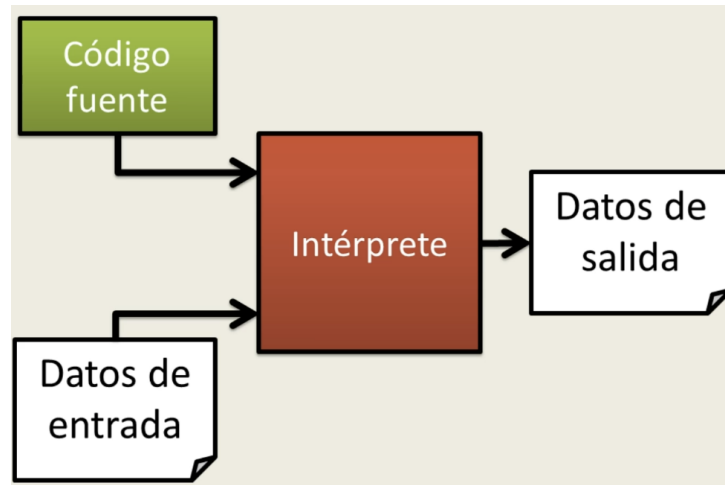 Código
fuente
Intérprete
Datos de
salida
Datos de
entrada